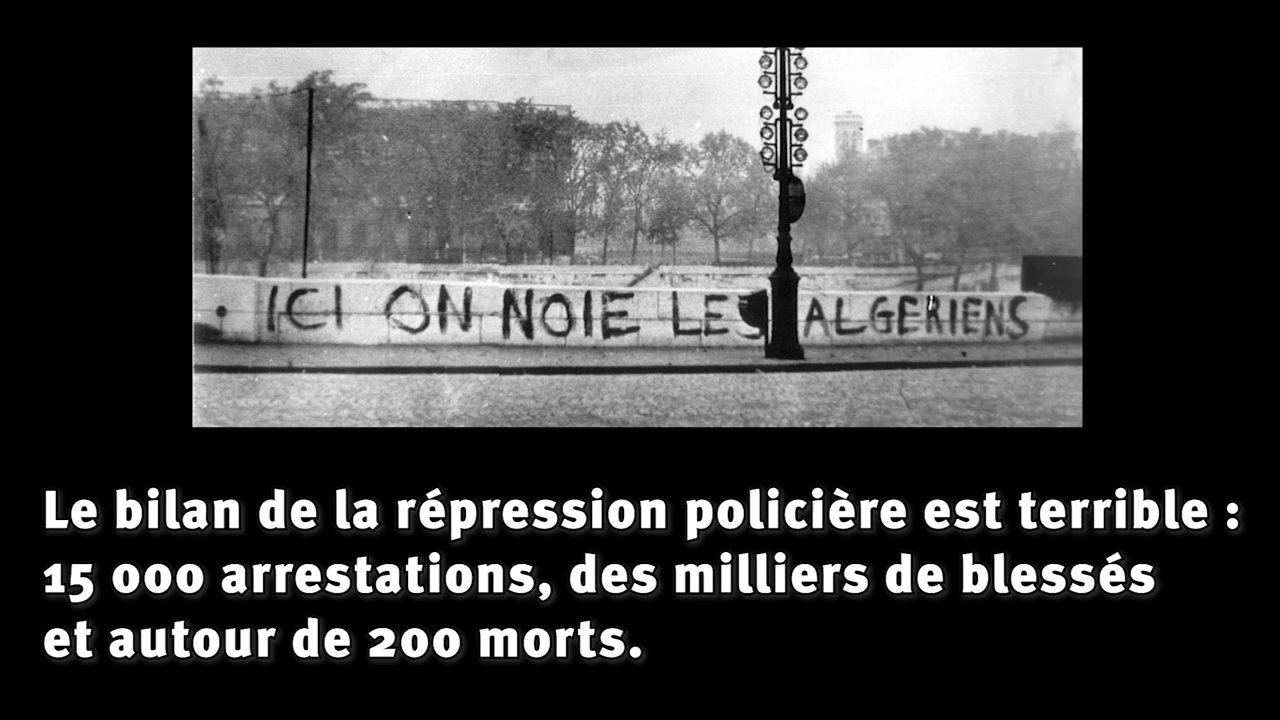 ICI ON NOIE LES ALGERIENS
Le bilan de la répression policière est terrible :
15 000 arrestations, des milliers de blessés
et autour de 200 morts.